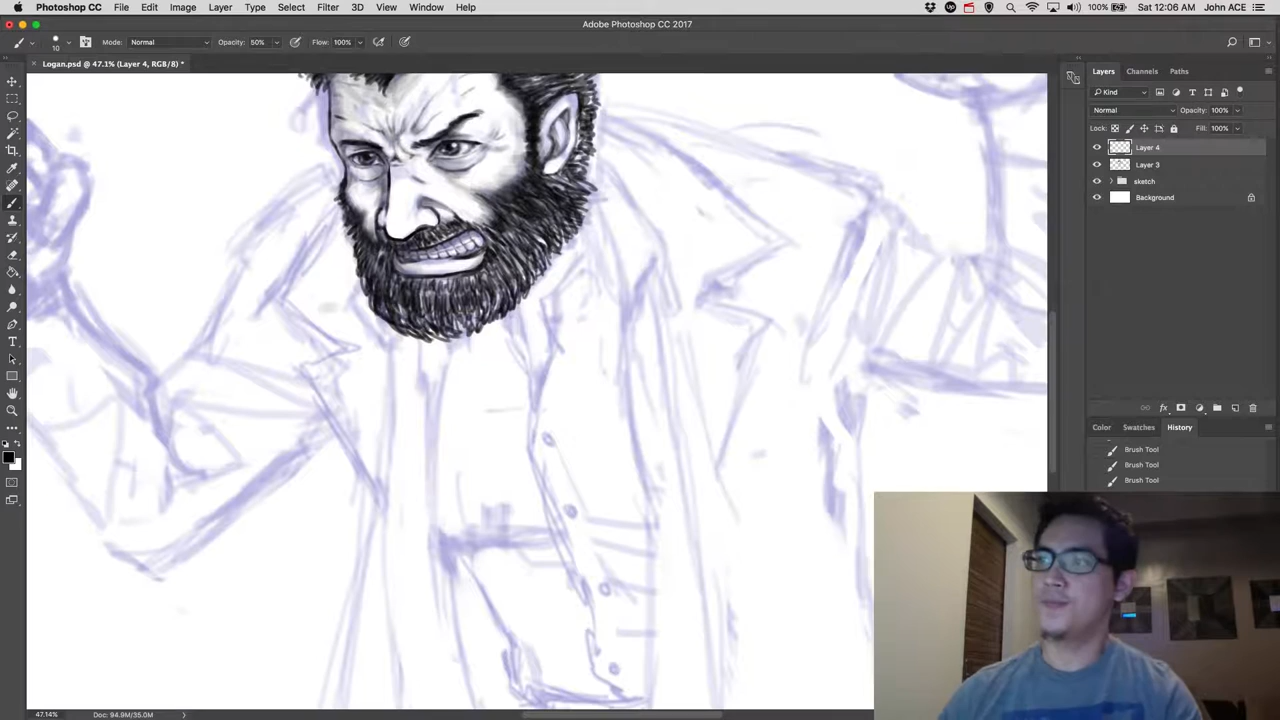 Photoshop CC File Edit Image Layer Type Select Filter 3D View Window Help 100% Sat 12:06 AM John ACE
Adobe Photoshop CC 2017
10 Mode: Normal Opacity: 50% Flow: 100%
Logan.psd @ 47.1% (Layer 4, RGB/8) *
Layers Channels Paths
Kind
Normal Opacity: 100%
Lock: Fill: 100%
Layer 4
Layer 3
sketch
Background
fx
Color Swatches History
Brush Tool
Brush Tool
Brush Tool
47.14% Doc: 94.9M/35.0M